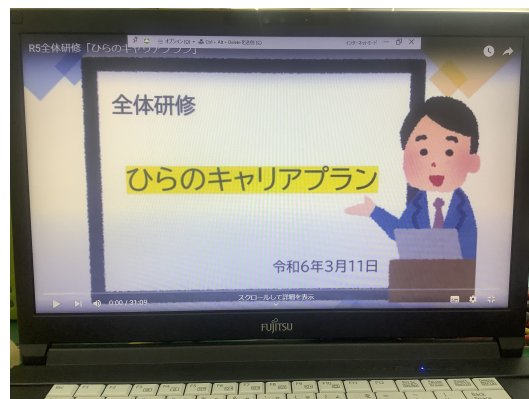 R5全体研修「ひらのキャリアプラン」
全体研修
ひらのキャリアプラン
令和6年3月11日
0:00 / 31:09
スクロールして詳細を表示
FUJITSU